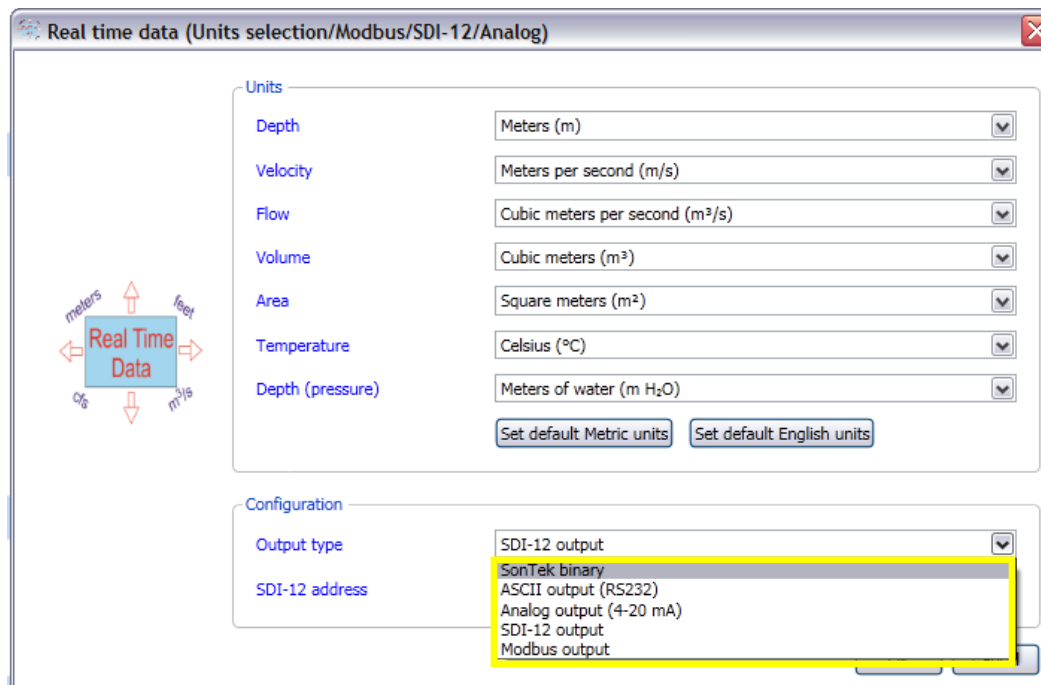 Real time data (Units selection/Modbus/SDI-12/Analog)
Units
Depth
Meters (m)
Velocity
Meters per second (m/s)
Flow
Cubic meters per second (m³/s)
Volume
Cubic meters (m³)
Area
Square meters (m²)
Temperature
Celsius (°C)
Depth (pressure)
Meters of water (m H₂O)
Set default Metric units
Set default English units
meters
feet
Real Time
Data
cfs
m³/s
Configuration
Output type
SDI-12 output
SDI-12 address
SonTek binary
ASCII output (RS232)
Analog output (4-20 mA)
SDI-12 output
Modbus output